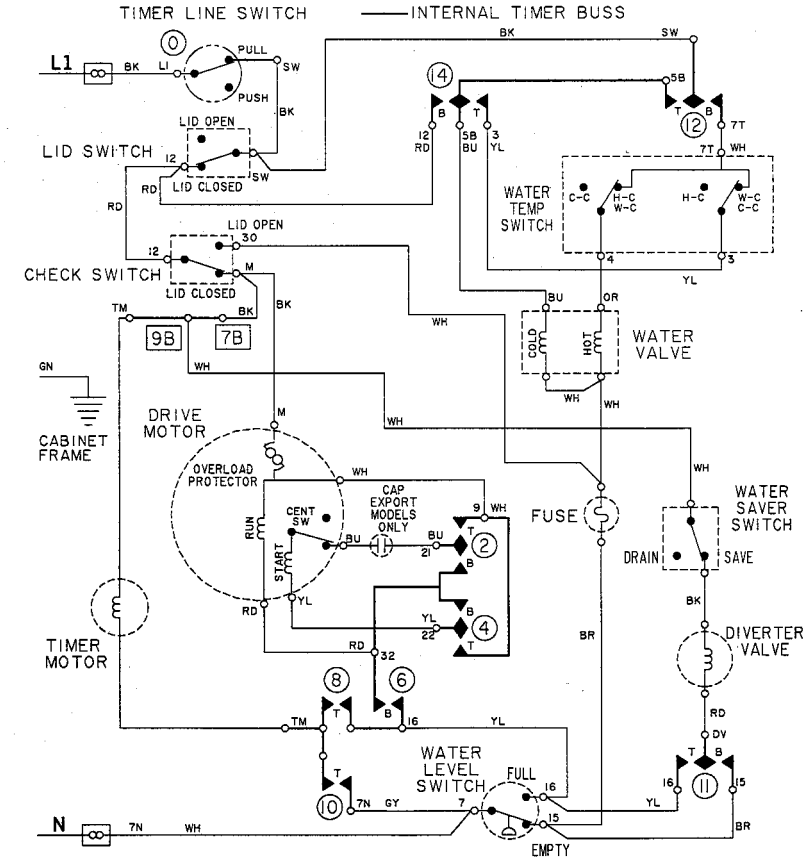 TIMER LINE SWITCH
INTERNAL TIMER BUSS
0
PULL
BK
SW
L1
BK
L1
SW
PUSH
14
5B
BK
LID OPEN
B
T
T
B
12
LID SWITCH
12
12
RD
5B
BU
3
YL
7T
RD
LID CLOSED
SW
7T
WH
WATER
TEMP
SWITCH
C-C
H-C
W-C
H-C
W-C
C-C
RD
LID OPEN
30
12
4
3
CHECK SWITCH
M
YL
LID CLOSED
BK
BK
BU
OR
TM
WH
9B
7B
COLD
HOT
WATER
VALVE
GN
WH
WH
WH
CABINET
FRAME
DRIVE
MOTOR
M
WH
WH
OVERLOAD
PROTECTOR
WH
CAP
EXPORT
MODELS
ONLY
9
WH
FUSE
WATER
SAVER
SWITCH
CENT
SW
RUN
START
BU
BU
21
T
2
B
DRAIN
SAVE
BK
RD
YL
YL
22
B
4
T
BR
DIVERTER
VALVE
TIMER
MOTOR
RD
32
8
6
RD
T
B
TM
16
YL
DV
WATER
LEVEL
SWITCH
FULL
T
B
T
10
16
16
11
15
7N
GY
7
YL
15
BR
N
7N
WH
EMPTY